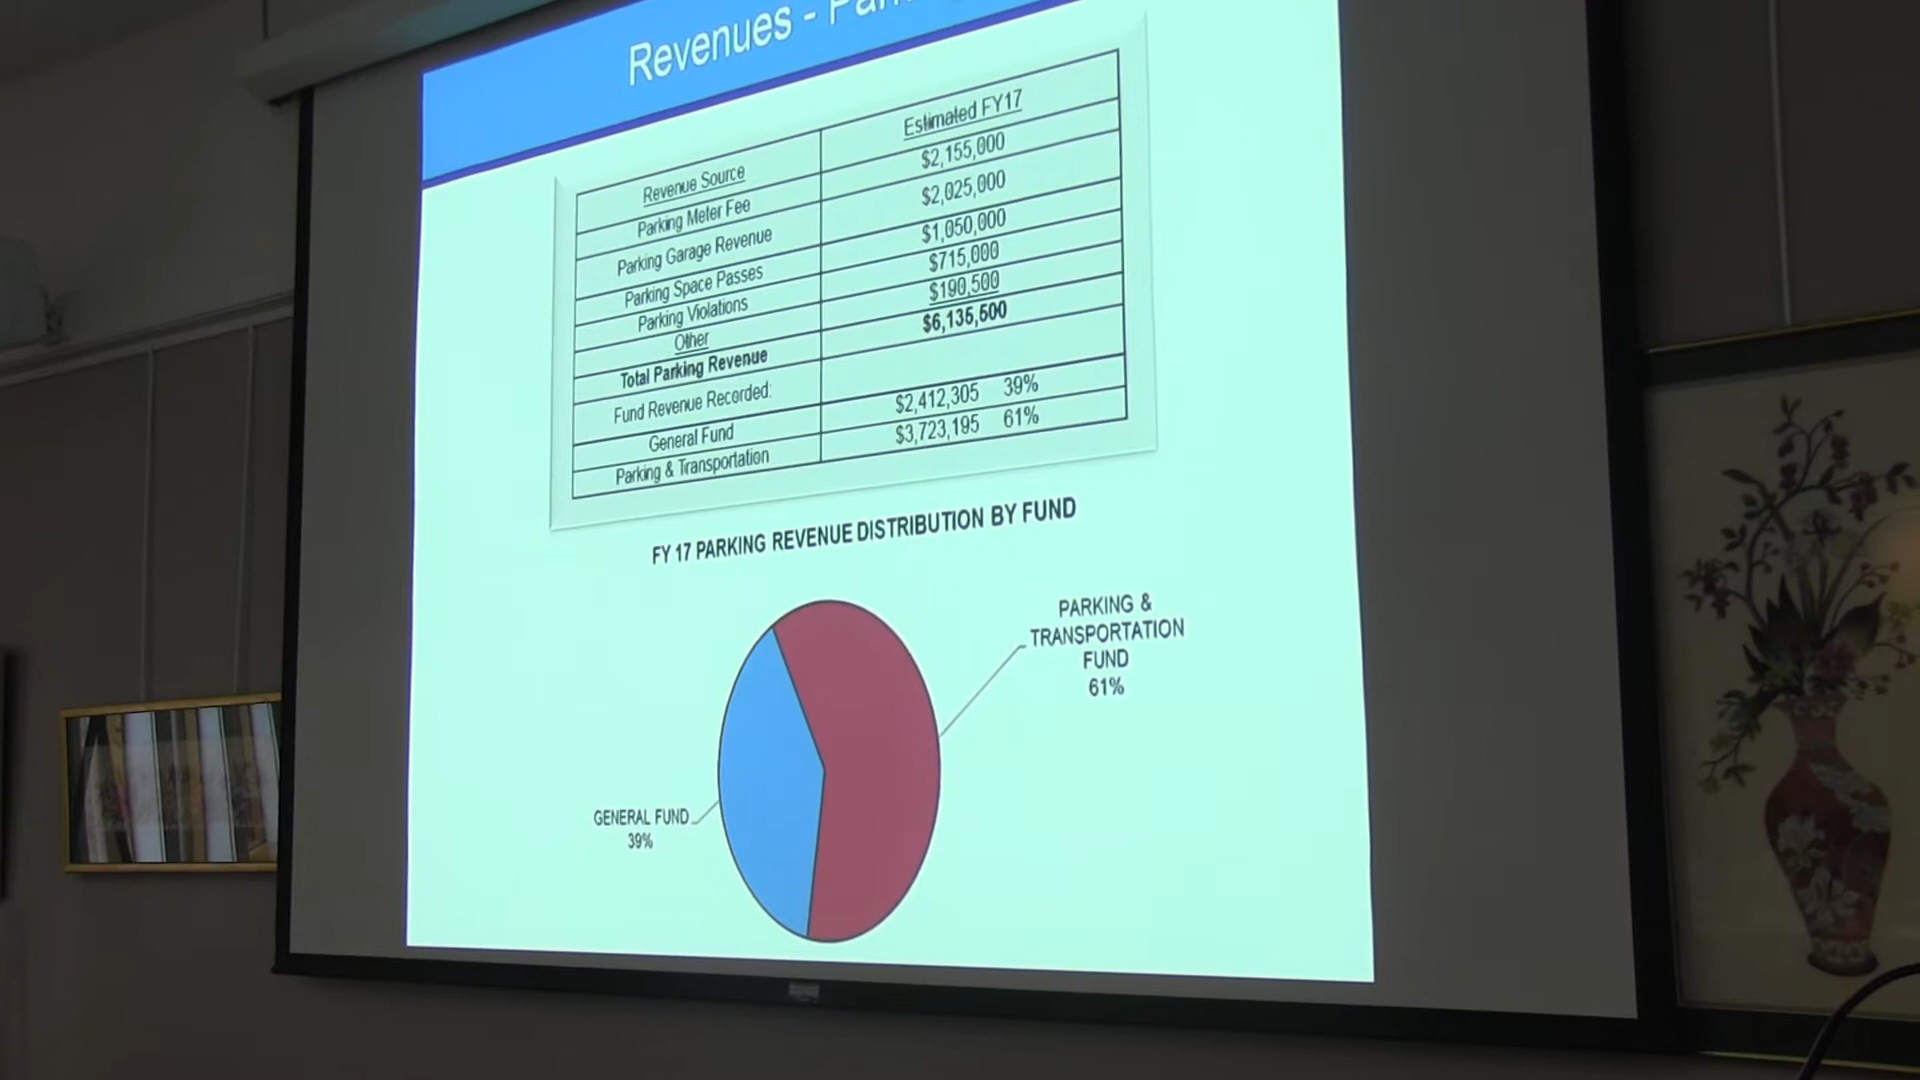 Revenues -
Revenue Source Estimated FY17
Parking Meter Fee $2,155,000
Parking Garage Revenue $2,025,000
Parking Space Passes $1,050,000
Parking Violations $715,000
Other $190,500
Total Parking Revenue $6,135,500
Fund Revenue Recorded:
General Fund $2,412,305 39%
Parking & Transportation $3,723,195 61%
FY 17 PARKING REVENUE DISTRIBUTION BY FUND
PARKING &
TRANSPORTATION
FUND
61%
GENERAL FUND
39%